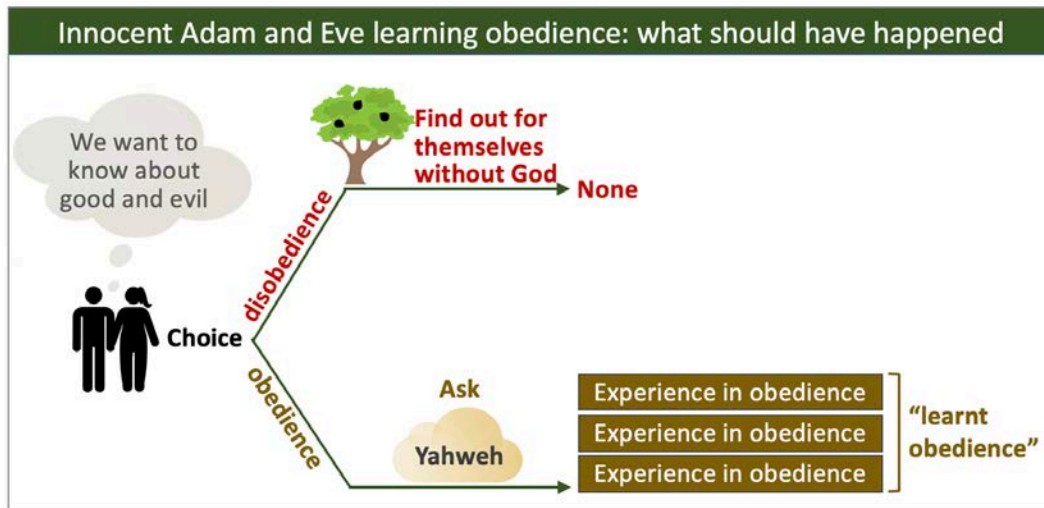 Innocent Adam and Eve learning obedience: what should have happened
We want to
know about
good and evil
Choice
disobedience
Find out for
themselves
without God
None
obedience
Ask
Yahweh
Experience in obedience
Experience in obedience
Experience in obedience
“learnt
obedience”